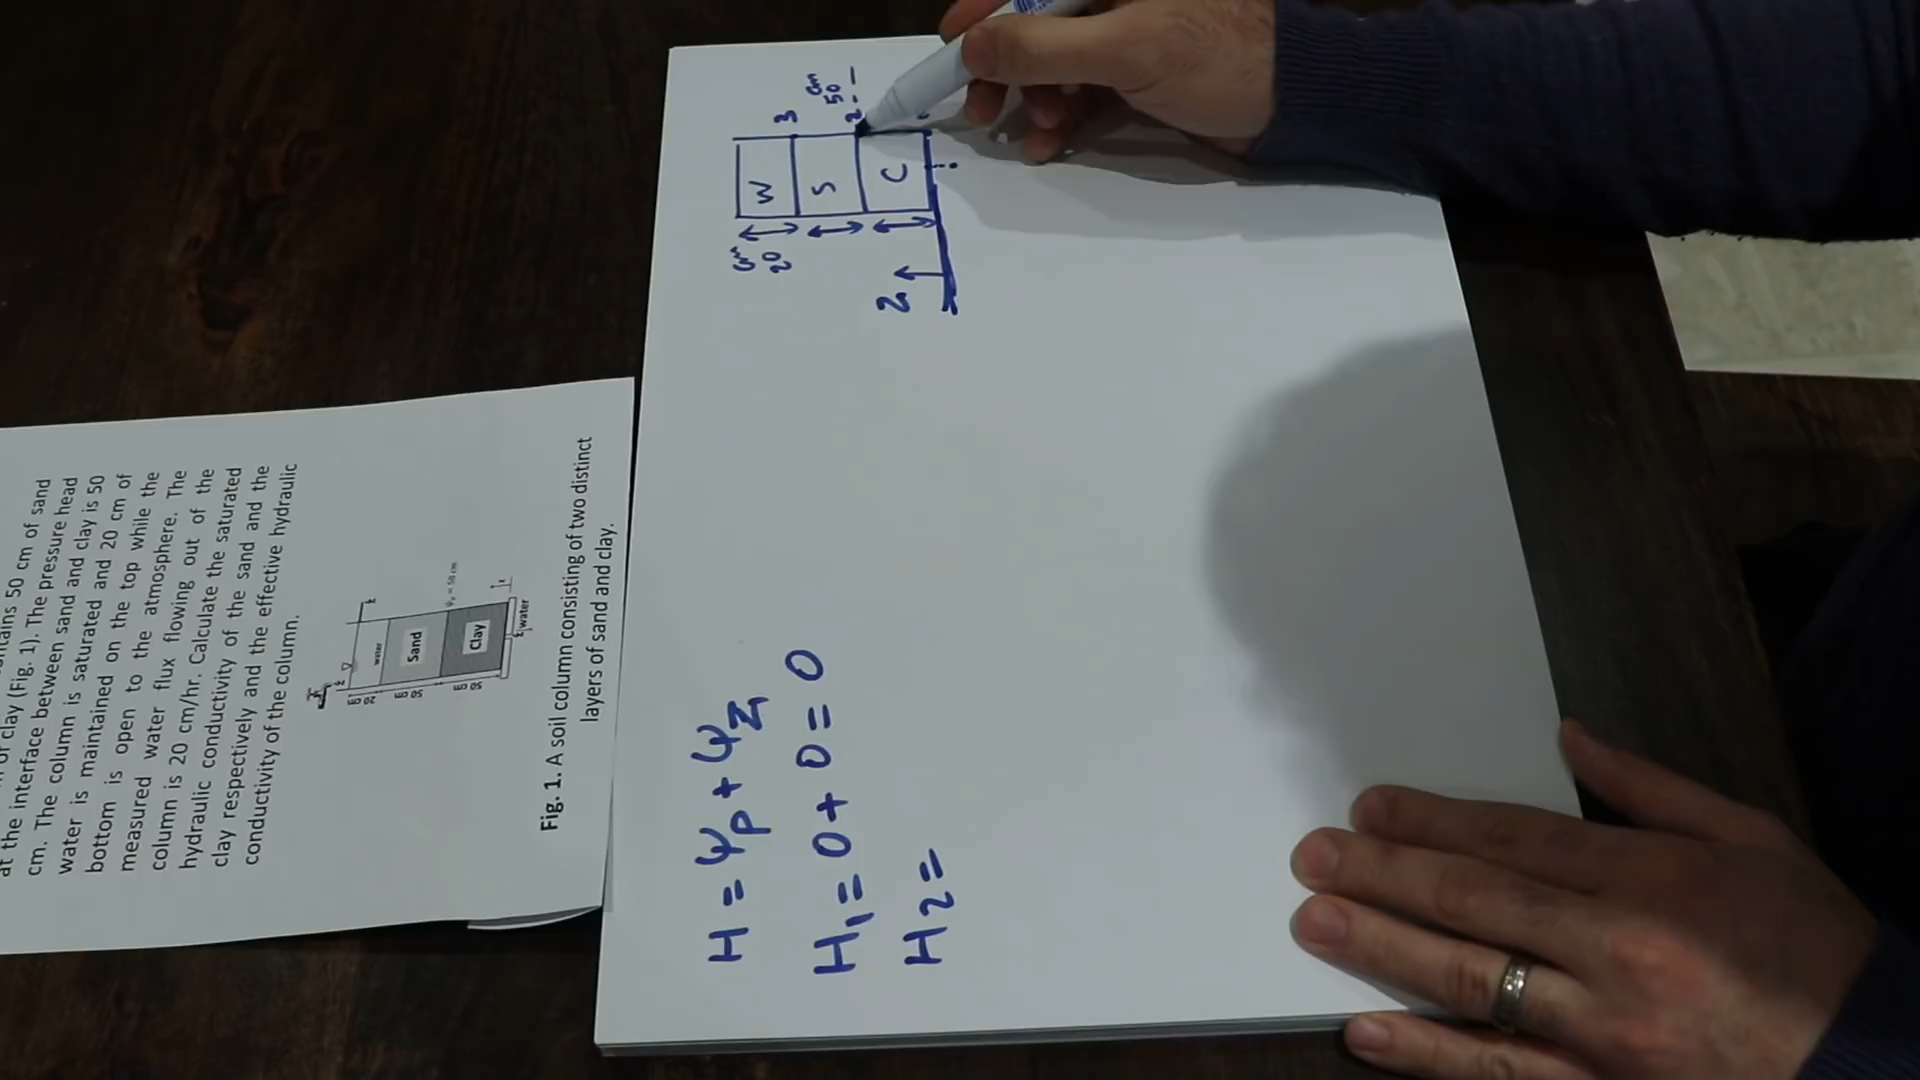 at the interface between sand and clay (Fig. 1). The pressure head
cm. The column is saturated and clay is 50
water is maintained on the top while the
bottom is open to the atmosphere. The
measured water flux flowing out of the
column is 20 cm/hr. Calculate the saturated
hydraulic conductivity of the sand and the
clay respectively and the effective hydraulic
conductivity of the column.
20 cm
50 cm
50 cm
water
Sand
Clay
= 50 cm
water
Fig. 1. A soil column consisting of two distinct
layers of sand and clay.
H = Ψp + Ψz
H1 = 0 + 0 = 0
H2 =
20 cm
W
S
C
3
2
50 cm
z